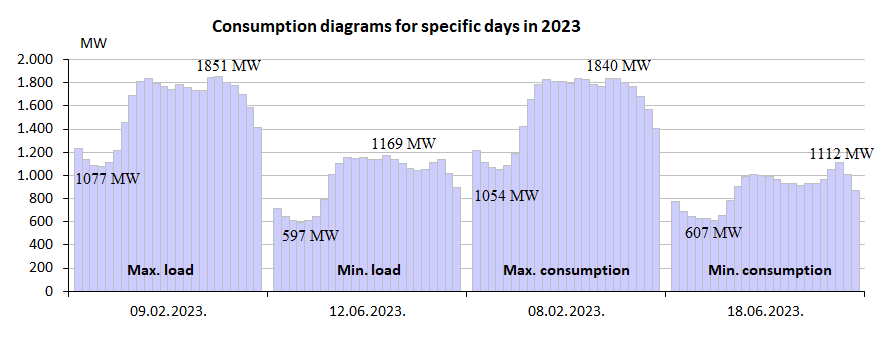 Consumption diagrams for specific days in 2023
MW
2.000
1.800
1.600
1.400
1.200
1.000
800
600
400
200
0
1851 MW
1077 MW
Max. load
1169 MW
597 MW
Min. load
1840 MW
1054 MW
Max. consumption
1112 MW
607 MW
Min. consumption
09.02.2023.
12.06.2023.
08.02.2023.
18.06.2023.